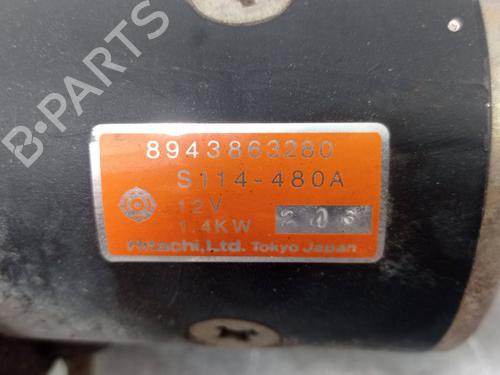 B-PARTS
8943863280
S114-480A
12V
1.4KW
Hitachi, Ltd. Tokyo Japan